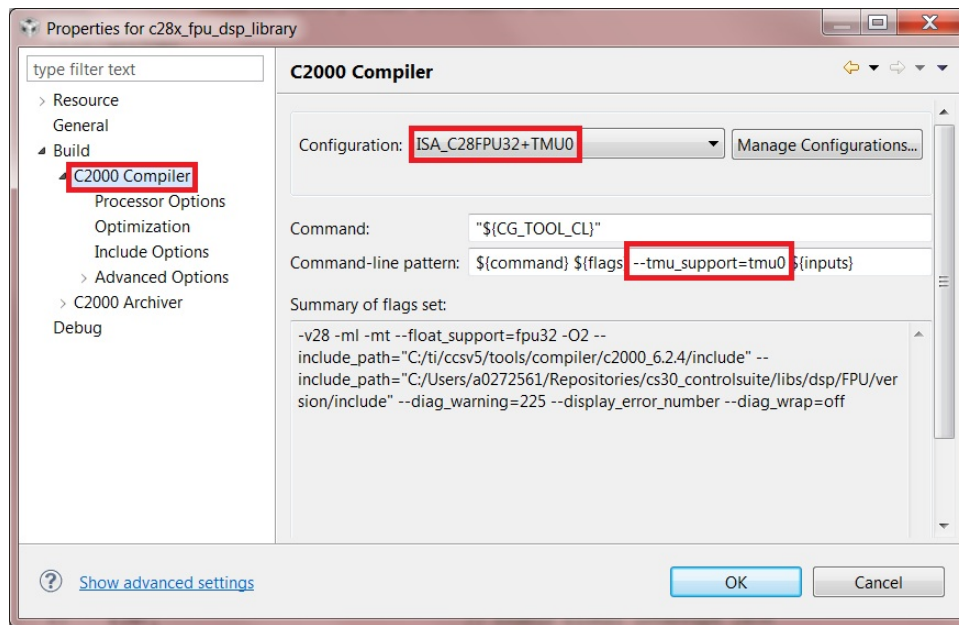 Properties for c28x_fpu_dsp_library
type filter text
Resource
General
Build
C2000 Compiler
Processor Options
Optimization
Include Options
Advanced Options
C2000 Archiver
Debug
C2000 Compiler
Configuration: ISA_C28FPU32+TMU0 Manage Configurations...
Command: "${CG_TOOL_CL}"
Command-line pattern: ${command} ${flags} --tmu_support=tmu0 ${inputs}
Summary of flags set:
-v28 -ml -mt --float_support=fpu32 -O2 --
include_path="C:/ti/ccsv5/tools/compiler/c2000_6.2.4/include" --
include_path="C:/Users/a0272561/Repositories/cs30_controlsuite/libs/dsp/FPU/ver
sion/include" --diag_warning=225 --display_error_number --diag_wrap=off
Show advanced settings
OK Cancel